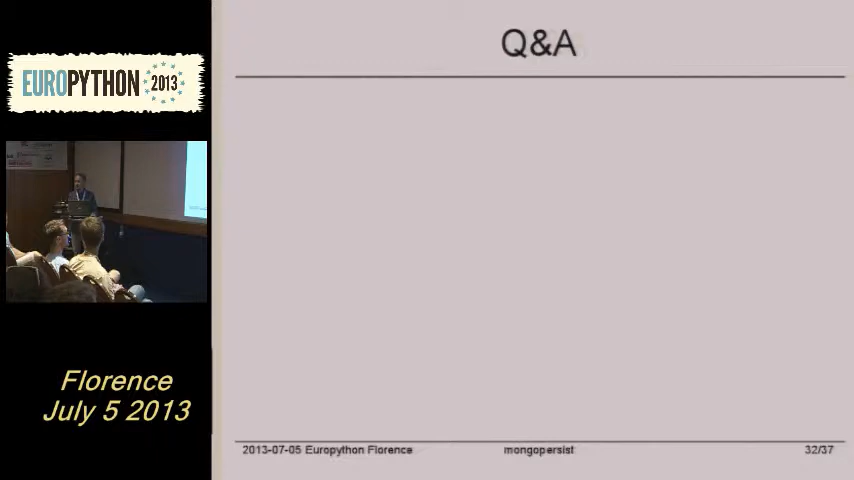 EUROPYTHON 2013
Florence
July 5 2013
Q&A
2013-07-05 Europython Florence
mongopersist
32/37